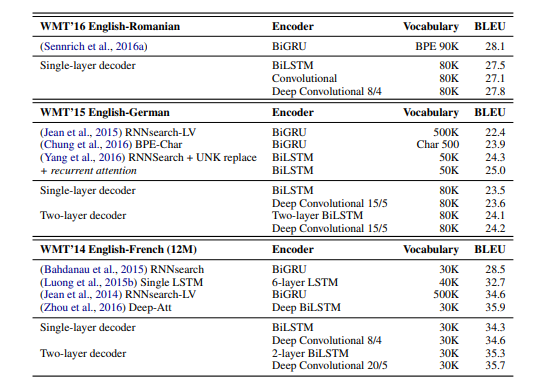 WMT'16 English-Romanian Encoder Vocabulary BLEU
(Sennrich et al., 2016a) BiGRU BPE 90K 28.1
Single-layer decoder BiLSTM 80K 27.5
Convolutional 80K 27.1
Deep Convolutional 8/4 80K 27.8
WMT'15 English-German Encoder Vocabulary BLEU
(Jean et al., 2015) RNNsearch-LV BiGRU 500K 22.4
(Chung et al., 2016) BPE-Char BiGRU Char 500 23.9
(Yang et al., 2016) RNNSearch + UNK replace BiLSTM 50K 24.3
+ recurrent attention BiLSTM 50K 25.0
Single-layer decoder BiLSTM 80K 23.5
Deep Convolutional 15/5 80K 23.6
Two-layer decoder Two-layer BiLSTM 80K 24.1
Deep Convolutional 15/5 80K 24.2
WMT'14 English-French (12M) Encoder Vocabulary BLEU
(Bahdanau et al., 2015) RNNsearch BiGRU 30K 28.5
(Luong et al., 2015b) Single LSTM 6-layer LSTM 40K 32.7
(Jean et al., 2014) RNNsearch-LV BiGRU 500K 34.6
(Zhou et al., 2016) Deep-Att Deep BiLSTM 30K 35.9
Single-layer decoder BiLSTM 30K 34.3
Deep Convolutional 8/4 30K 34.6
Two-layer decoder 2-layer BiLSTM 30K 35.3
Deep Convolutional 20/5 30K 35.7